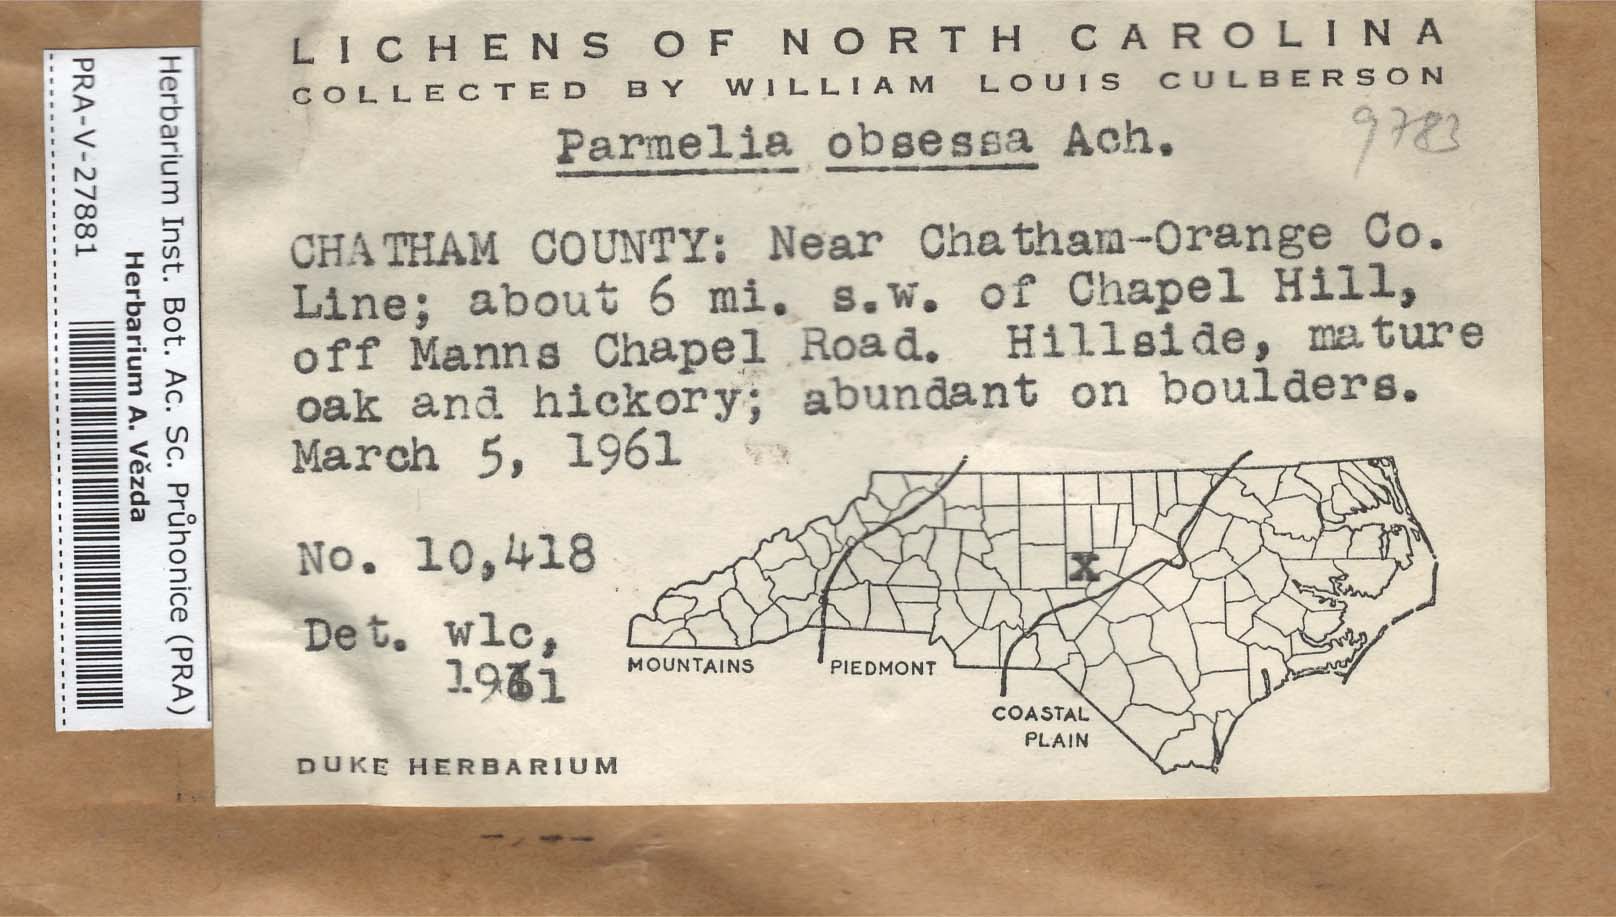 LICHENS OF NORTH CAROLINA
COLLECTED BY WILLIAM LOUIS CULBERSON
9783
Parmelia obsessa Ach.
CHATHAM COUNTY: Near Chatham-Orange Co.
Line; about 6 mi. s.w. of Chapel Hill,
off Manns Chapel Road. Hillside, mature
oak and hickory; abundant on boulders.
March 5, 1961
No. 10,418
Det. wlc,
1961
X
MOUNTAINS
PIEDMONT
COASTAL
PLAIN
DUKE HERBARIUM
Herbarium Inst. Bot. Ac. Sc. Průhonice (PRA)
Herbarium A. Vězda
PRA-V-27881